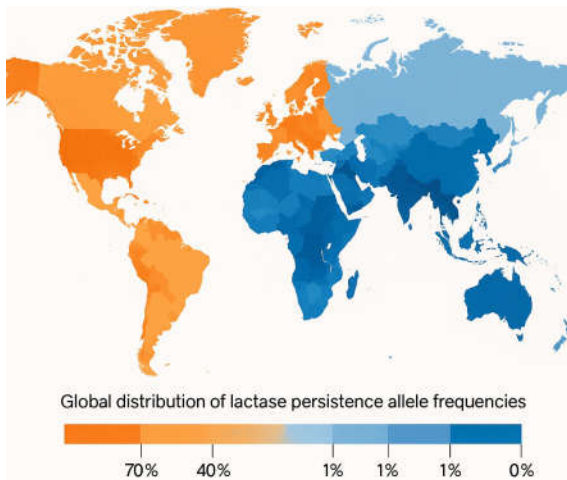 Global distribution of lactase persistence allele frequencies
70% 40% 1% 1% 1% 0%